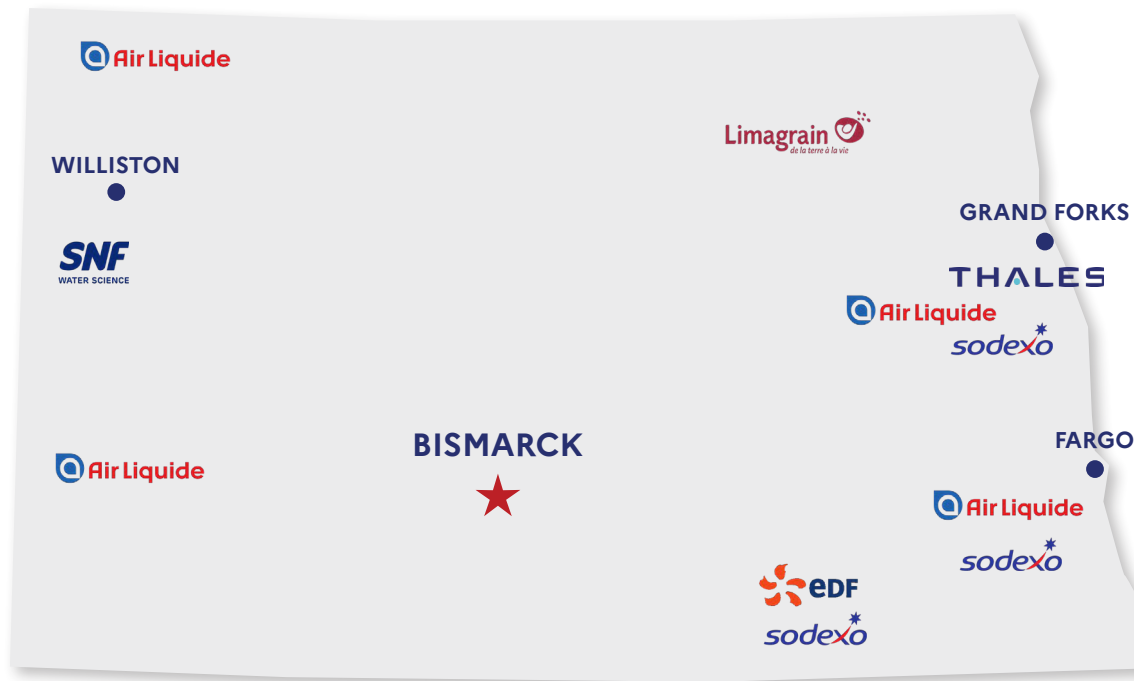 Air Liquide
Limagrain
de la terre à la vie
WILLISTON
GRAND FORKS
SNF
WATER SCIENCE
THALES
Air Liquide
sodexo
BISMARCK
FARGO
Air Liquide
Air Liquide
sodexo
eDF
sodexo